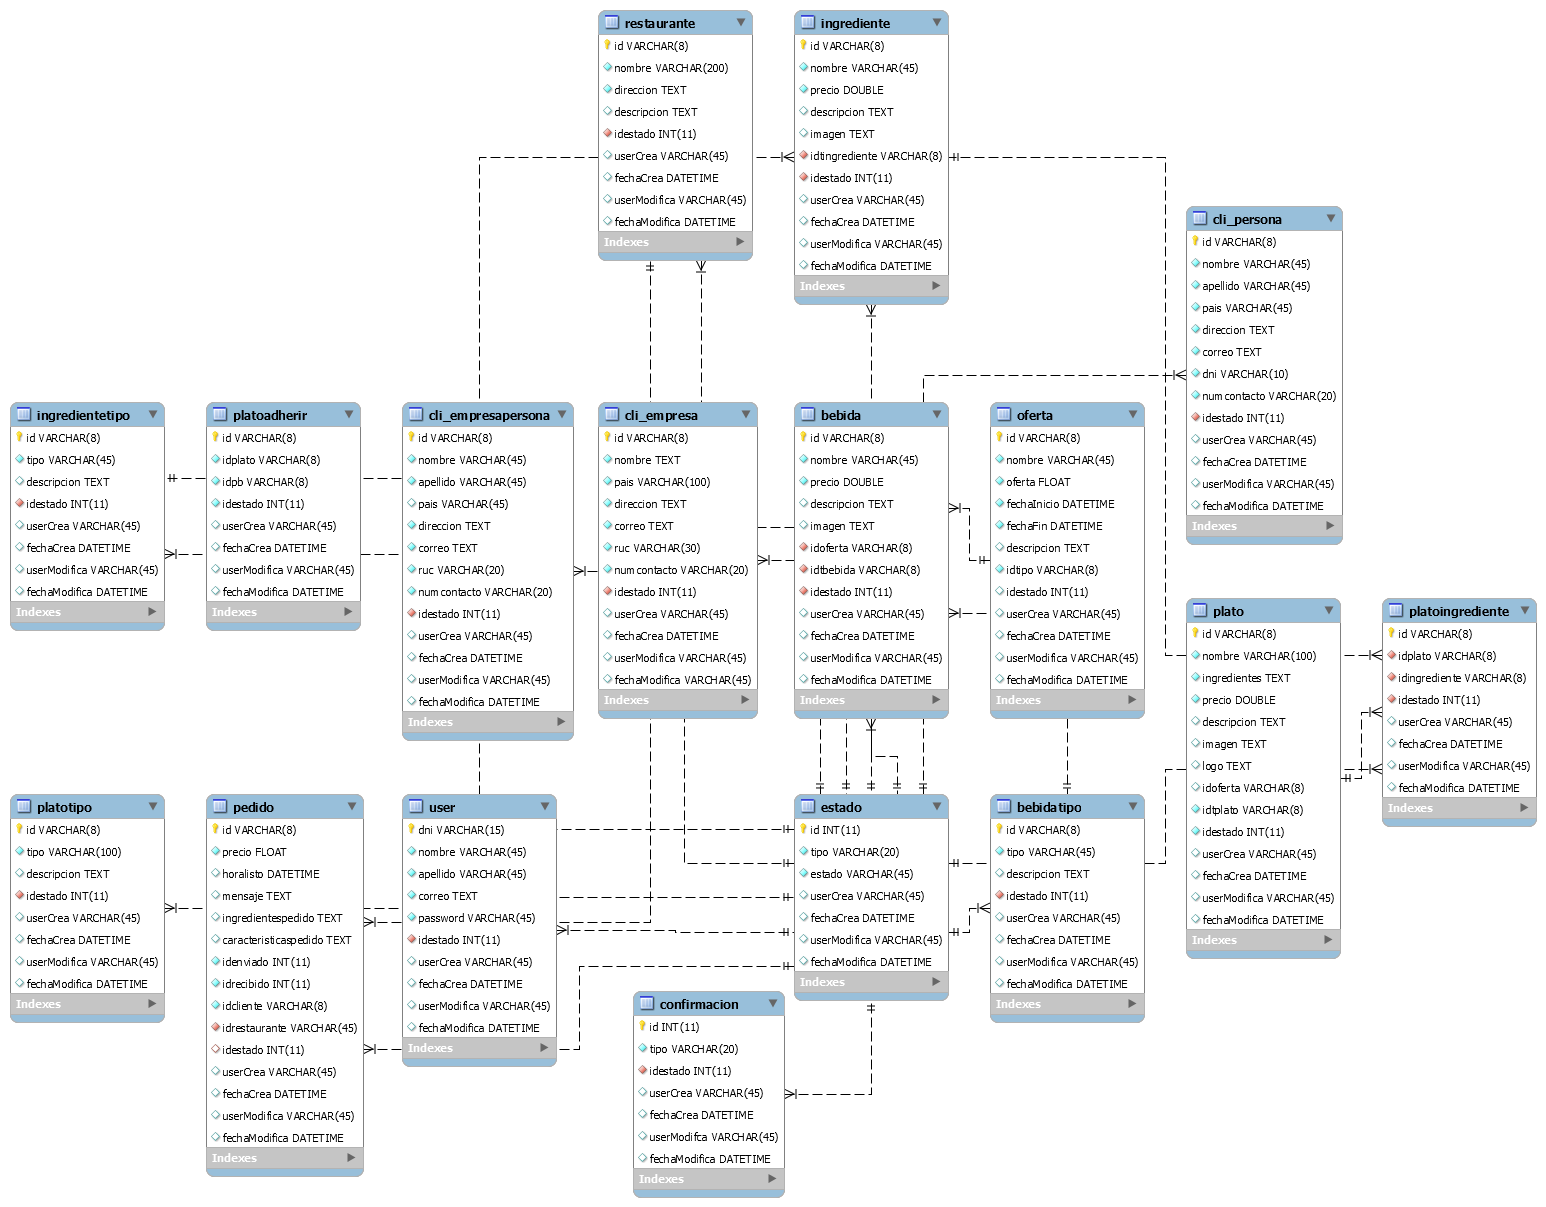 restaurante
id VARCHAR(8)
nombre VARCHAR(200)
direccion TEXT
descripcion TEXT
idestado INT(11)
userCrea VARCHAR(45)
fechaCrea DATETIME
userModifica VARCHAR(45)
fechaModifica DATETIME
Indexes
ingrediente
id VARCHAR(8)
nombre VARCHAR(45)
precio DOUBLE
descripcion TEXT
imagen TEXT
idtingrediente VARCHAR(8)
idestado INT(11)
userCrea VARCHAR(45)
fechaCrea DATETIME
userModifica VARCHAR(45)
fechaModifica DATETIME
Indexes
cli_persona
id VARCHAR(8)
nombre VARCHAR(45)
apellido VARCHAR(45)
pais VARCHAR(45)
direccion TEXT
correo TEXT
dni VARCHAR(10)
numcontacto VARCHAR(20)
idestado INT(11)
userCrea VARCHAR(45)
fechaCrea DATETIME
userModifica VARCHAR(45)
fechaModifica DATETIME
Indexes
ingredientetipo
id VARCHAR(8)
tipo VARCHAR(45)
descripcion TEXT
idestado INT(11)
userCrea VARCHAR(45)
fechaCrea DATETIME
userModifica VARCHAR(45)
fechaModifica DATETIME
Indexes
platoadherir
id VARCHAR(8)
idplato VARCHAR(8)
idpb VARCHAR(8)
idestado INT(11)
userCrea VARCHAR(45)
fechaCrea DATETIME
userModifica VARCHAR(45)
fechaModifica DATETIME
Indexes
cli_empresapersona
id VARCHAR(8)
nombre VARCHAR(45)
apellido VARCHAR(45)
pais VARCHAR(45)
direccion TEXT
correo TEXT
ruc VARCHAR(20)
numcontacto VARCHAR(20)
idestado INT(11)
userCrea VARCHAR(45)
fechaCrea DATETIME
userModifica VARCHAR(45)
fechaModifica DATETIME
Indexes
cli_empresa
id VARCHAR(8)
nombre TEXT
pais VARCHAR(100)
direccion TEXT
correo TEXT
ruc VARCHAR(30)
numcontacto VARCHAR(20)
idestado INT(11)
userCrea VARCHAR(45)
fechaCrea DATETIME
userModifica VARCHAR(45)
fechaModifica VARCHAR(45)
Indexes
bebida
id VARCHAR(8)
nombre VARCHAR(45)
precio DOUBLE
descripcion TEXT
imagen TEXT
idoferta VARCHAR(8)
idtbebida VARCHAR(8)
idestado INT(11)
userCrea VARCHAR(45)
fechaCrea DATETIME
userModifica VARCHAR(45)
fechaModifica DATETIME
Indexes
oferta
id VARCHAR(8)
nombre VARCHAR(45)
oferta FLOAT
fechaInicio DATETIME
fechaFin DATETIME
descripcion TEXT
idtipo VARCHAR(8)
idestado INT(11)
userCrea VARCHAR(45)
fechaCrea DATETIME
userModifica VARCHAR(45)
fechaModifica DATETIME
Indexes
plato
id VARCHAR(8)
nombre VARCHAR(100)
ingredientes TEXT
precio DOUBLE
descripcion TEXT
imagen TEXT
logo TEXT
idoferta VARCHAR(8)
idtplato VARCHAR(8)
idestado INT(11)
userCrea VARCHAR(45)
fechaCrea DATETIME
userModifica VARCHAR(45)
fechaModifica DATETIME
Indexes
platoingrediente
id VARCHAR(8)
idplato VARCHAR(8)
idingrediente VARCHAR(8)
idestado INT(11)
userCrea VARCHAR(45)
fechaCrea DATETIME
userModifica VARCHAR(45)
fechaModifica DATETIME
Indexes
platotipo
id VARCHAR(8)
tipo VARCHAR(100)
descripcion TEXT
idestado INT(11)
userCrea VARCHAR(45)
fechaCrea DATETIME
userModifica VARCHAR(45)
fechaModifica DATETIME
Indexes
pedido
id VARCHAR(8)
precio FLOAT
horalisto DATETIME
mensaje TEXT
ingredientespedido TEXT
caracteristicaspedido TEXT
idenviado INT(11)
idrecibido INT(11)
idcliente VARCHAR(8)
idrestaurante VARCHAR(45)
idestado INT(11)
userCrea VARCHAR(45)
fechaCrea DATETIME
userModifica VARCHAR(45)
fechaModifica DATETIME
Indexes
user
dni VARCHAR(15)
nombre VARCHAR(45)
apellido VARCHAR(45)
correo TEXT
password VARCHAR(45)
idestado INT(11)
userCrea VARCHAR(45)
fechaCrea DATETIME
userModifica VARCHAR(45)
fechaModifica DATETIME
Indexes
estado
id INT(11)
tipo VARCHAR(20)
estado VARCHAR(45)
userCrea VARCHAR(45)
fechaCrea DATETIME
userModifica VARCHAR(45)
fechaModifica DATETIME
Indexes
bebidatipo
id VARCHAR(8)
tipo VARCHAR(45)
descripcion TEXT
idestado INT(11)
userCrea VARCHAR(45)
fechaCrea DATETIME
userModifica VARCHAR(45)
fechaModifica DATETIME
Indexes
confirmacion
id INT(11)
tipo VARCHAR(20)
idestado INT(11)
userCrea VARCHAR(45)
fechaCrea DATETIME
userModifca VARCHAR(45)
fechaModifica DATETIME
Indexes